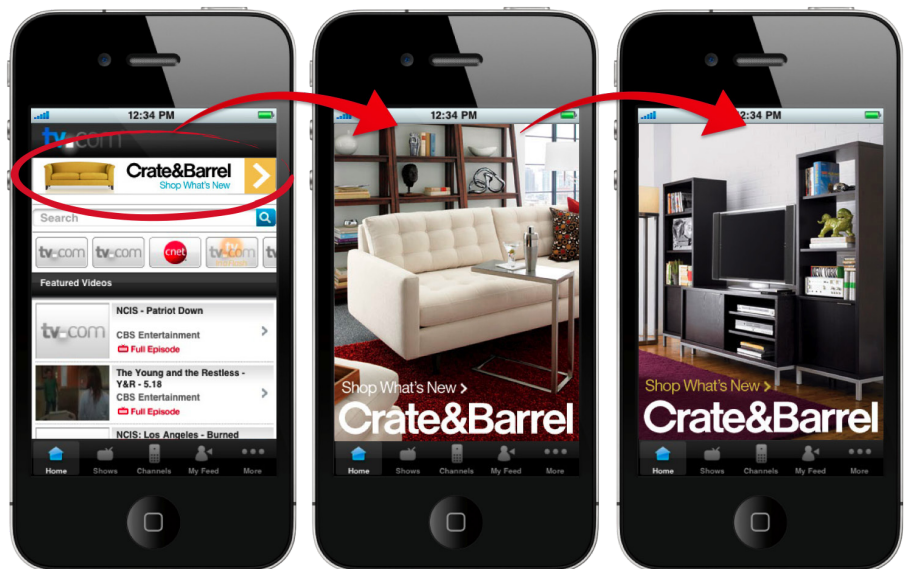 12:34 PM
tv.com
Crate&Barrel
Shop What's New
Search
tv.com
tv.com
cnet
tv.com
tv
Featured Videos
NCIS - Patriot Down
tv.com
CBS Entertainment
Full Episode
The Young and the Restless -
Y&R - 5.18
CBS Entertainment
Full Episode
NCIS: Los Angeles - Burned
Home Shows Channels My Feed More
12:34 PM
Shop What's New >
Crate&Barrel
Home Shows Channels My Feed More
2:34 PM
Shop What's New >
Crate&Barrel
Home Shows Channels My Feed More